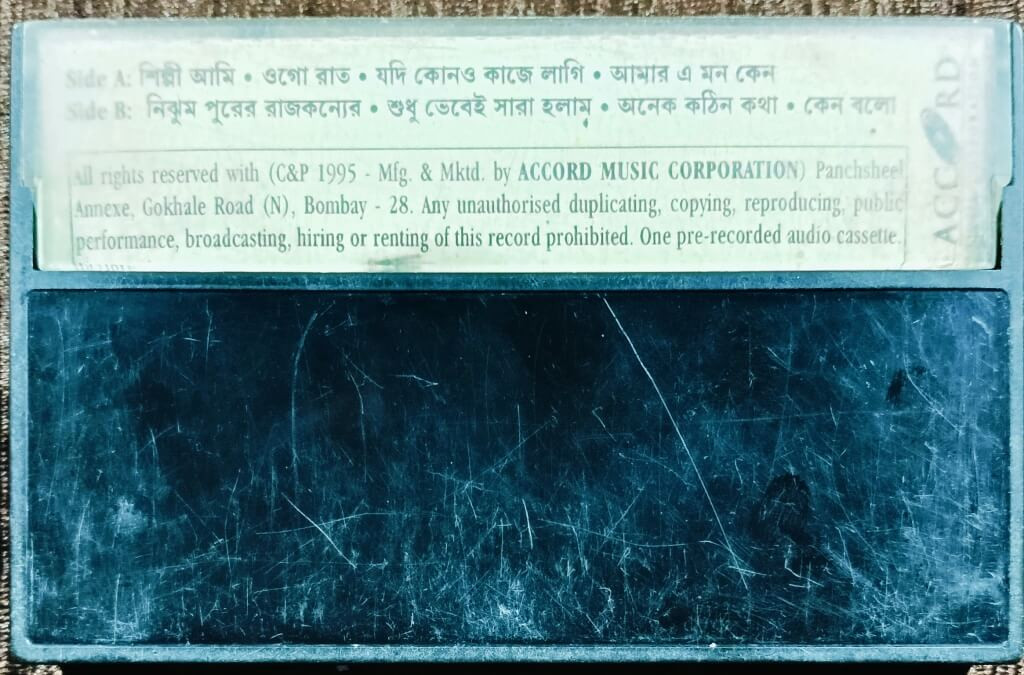 Side A: শিল্পী আমি • ওগো রাত • যদি কোনও কাজে লাগি • আমার এ মন কেন
Side B: নিঝুম পুরের রাজকন্যের • শুধু ভেবেই সারা হলাম • অনেক কঠিন কথা • কেন বলো
All rights reserved with (C&P 1995 - Mfg. & Mktd. by ACCORD MUSIC CORPORATION) Panchsheel
Annexe, Gokhale Road (N), Bombay - 28. Any unauthorised duplicating, copying, reproducing, public
performance, broadcasting, hiring or renting of this record prohibited. One pre-recorded audio cassette.
ACCORD